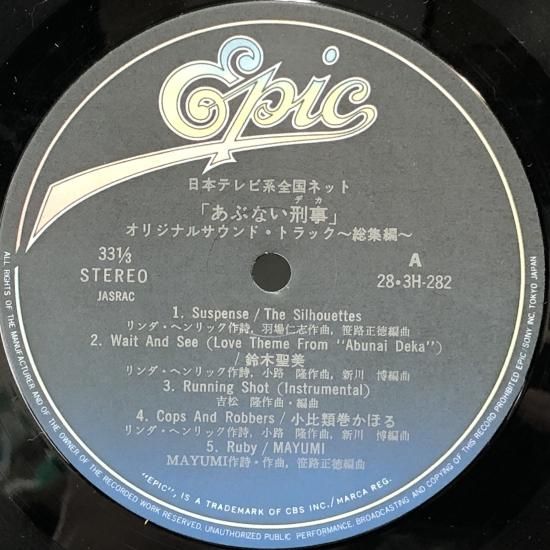 Epic
日本テレビ系全国ネット
デカ
「あぶない刑事」
オリジナルサウンド・トラック〜総集編〜
33⅓
STEREO
JASRAC
A
28・3H-282
1. Suspense / The Silhouettes
リンダ・ヘンリック作詩, 羽場仁志作曲, 笹路正徳編曲
2. Wait And See (Love Theme From "Abunai Deka")
/ 鈴木聖美
リンダ・ヘンリック作詩, 小路 隆作曲, 新川 博編曲
3. Running Shot (Instrumental)
吉松 隆作曲・編曲
4. Cops And Robbers / 小比類巻かほる
リンダ・ヘンリック作詩, 小路 隆作曲, 新川 博編曲
5. Ruby / MAYUMI
MAYUMI作詩・作曲, 笹路正徳編曲
"EPIC", IS A TRADEMARK OF CBS INC./MARCA REG.
ALL RIGHTS OF THE MANUFACTURER AND OF THE OWNER OF THE RECORDED WORK RESERVED. UNAUTHORIZED PUBLIC PERFORMANCE, BROADCASTING AND COPYING OF THIS RECORD PROHIBITED EPIC/SONY INC. TOKYO JAPAN